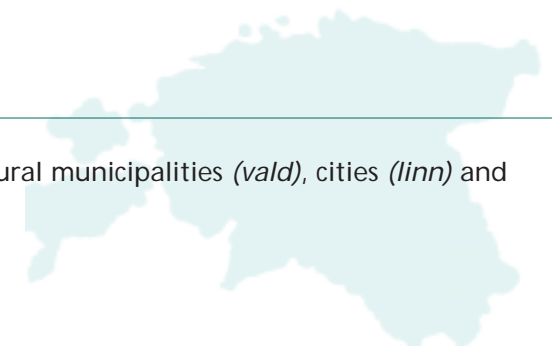 ural municipalities (vald), cities (linn) and